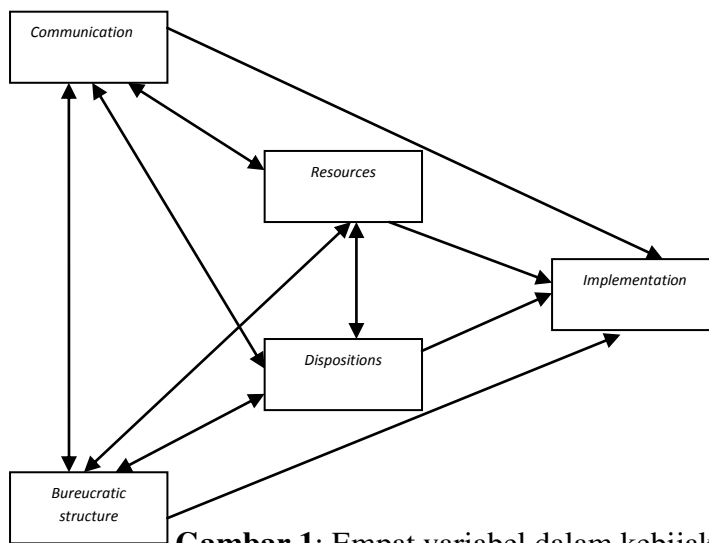 Communication
Resources
Implementation
Dispositions
Bureucratic
structure
Gambar 1: Empat variabel dalam kebijak